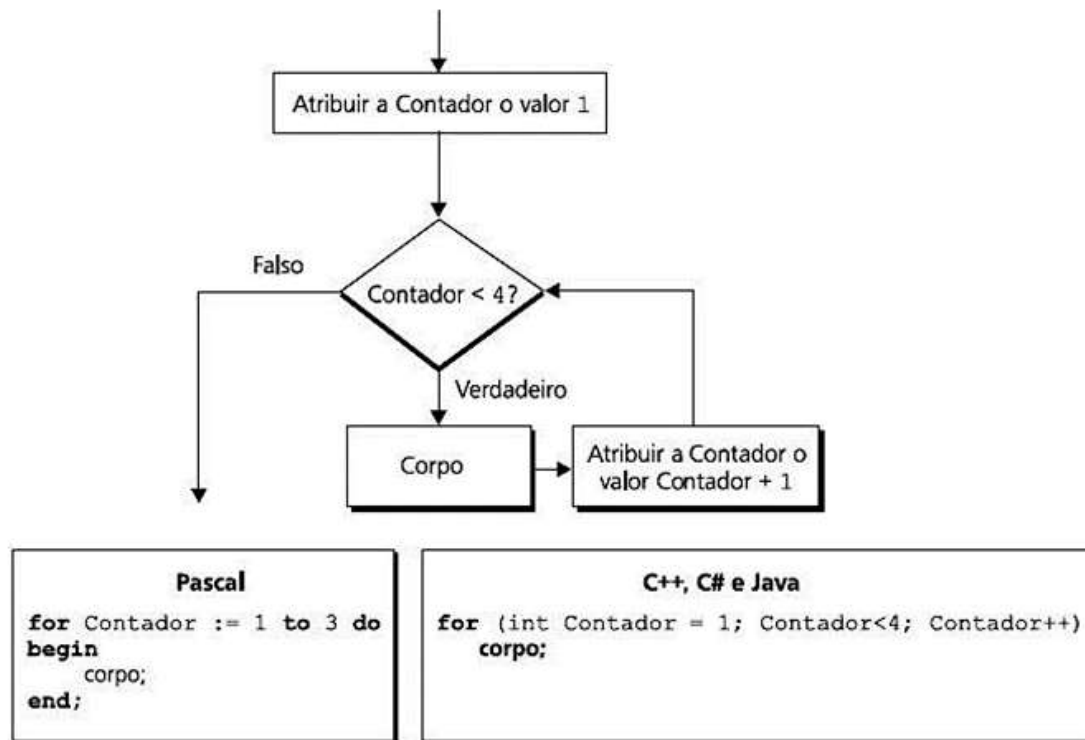 Atribuir a Contador o valor 1
Falso
Contador < 4?
Verdadeiro
Corpo
Atribuir a Contador o
valor Contador + 1
Pascal
for Contador := 1 to 3 do
begin
corpo;
end;
C++, C# e Java
for (int Contador = 1; Contador<4; Contador++)
corpo;